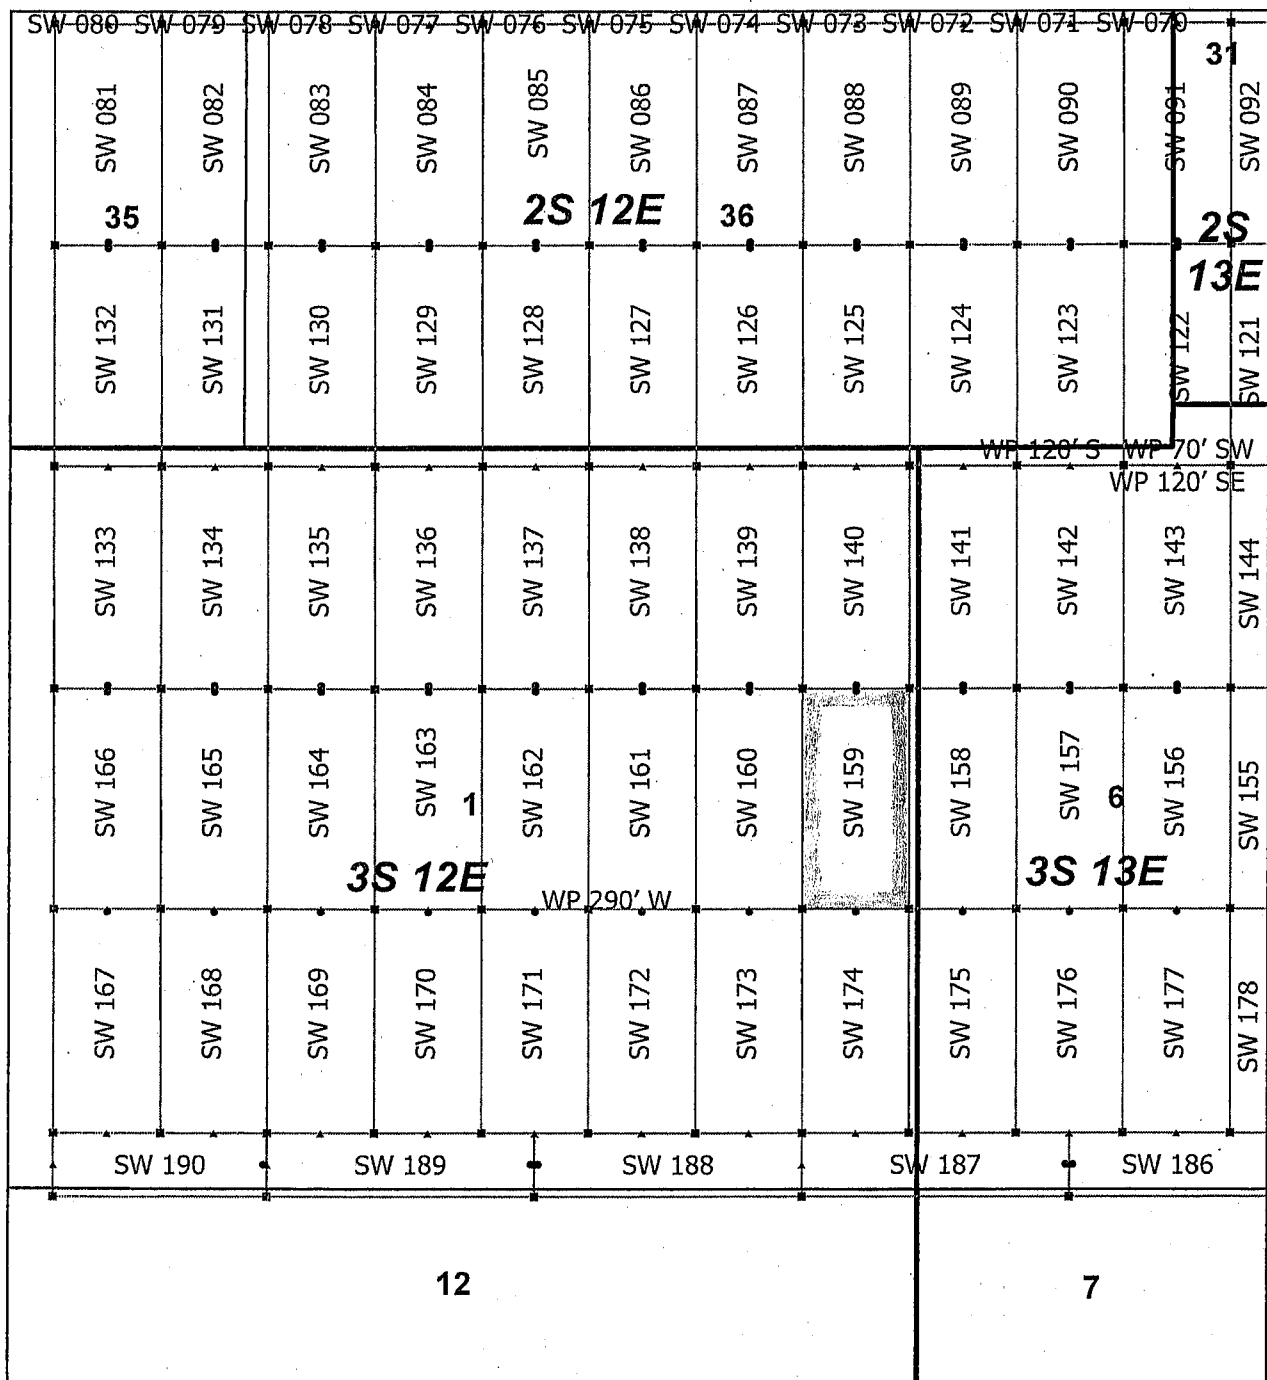 SW 080 SW 079 SW 078 SW 077 SW 076 SW 075 SW 074 SW 073 SW 072 SW 071 SW 070
31
SW 081 SW 082 SW 083 SW 084 SW 085 SW 086 SW 087 SW 088 SW 089 SW 090 SW 091 SW 092
35 2S 12E 36 2S
13E
SW 132 SW 131 SW 130 SW 129 SW 128 SW 127 SW 126 SW 125 SW 124 SW 123 SW 122 SW 121
WP 120' S WP 70' SW
WP 120' SE
SW 133 SW 134 SW 135 SW 136 SW 137 SW 138 SW 139 SW 140 SW 141 SW 142 SW 143 SW 144
SW 166 SW 165 SW 164 SW 163 SW 162 SW 161 SW 160 SW 159 SW 158 SW 157 SW 156 SW 155
1 6
3S 12E 3S 13E
WP 290' W
SW 167 SW 168 SW 169 SW 170 SW 171 SW 172 SW 173 SW 174 SW 175 SW 176 SW 177 SW 178
SW 190 SW 189 SW 188 SW 187 SW 186
12 7